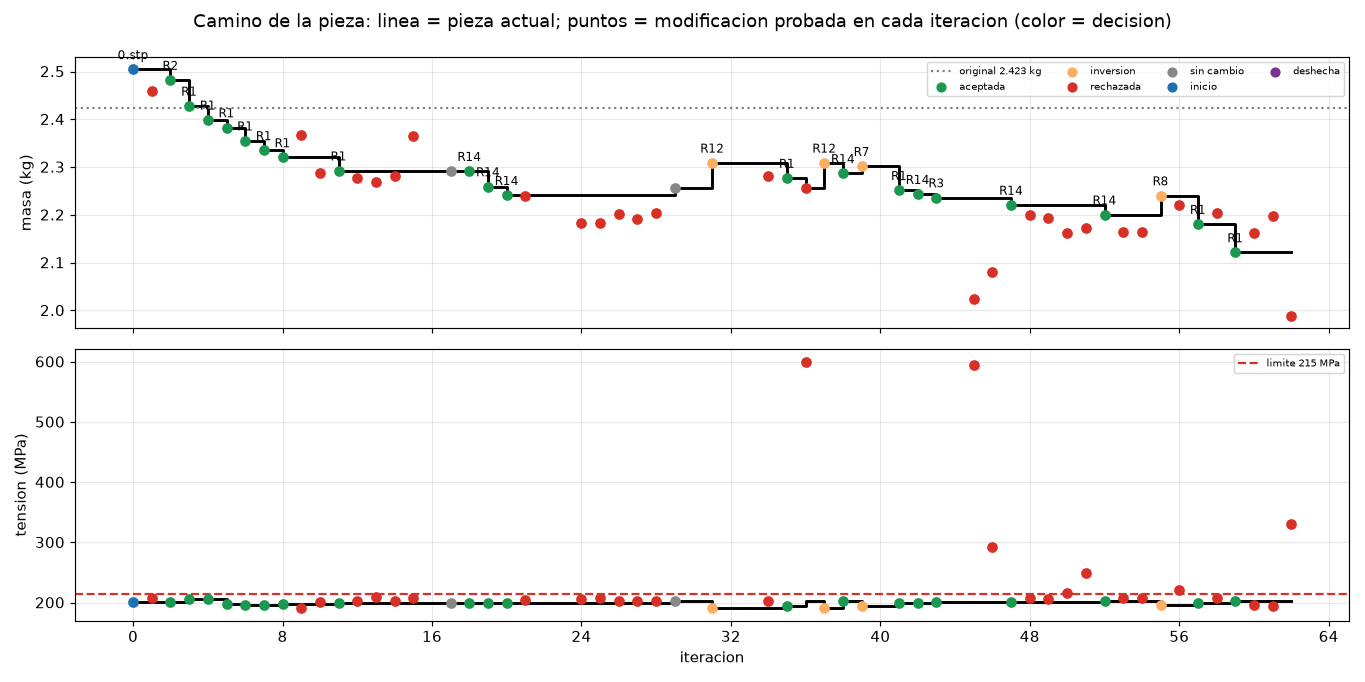 Camino de la pieza: linea = pieza actual; puntos = modificacion probada en cada iteracion (color = decision)
original 2.423 kg
aceptada
inversion
rechazada
sin cambio
inicio
deshecha
0.stp
R2
R1
R1
R1
R1
R1
R1
R1
R14
R14
R14
R12
R1
R12
R14
R7
R1
R14
R3
R14
R14
R8
R1
R1
masa (kg)
2.5
2.4
2.3
2.2
2.1
2.0
limite 215 MPa
tension (MPa)
600
500
400
300
200
0
8
16
24
32
40
48
56
64
iteracion